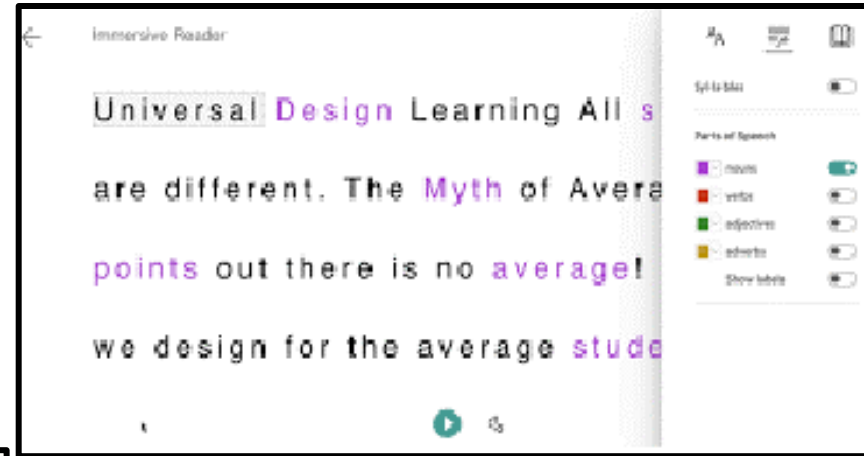 Immersive Reader
Universal Design Learning All s
are different. The Myth of Avera
points out there is no average!
we design for the average stude
Syllables
Parts of Speech
nouns
verbs
adjectives
adverbs
Show labels